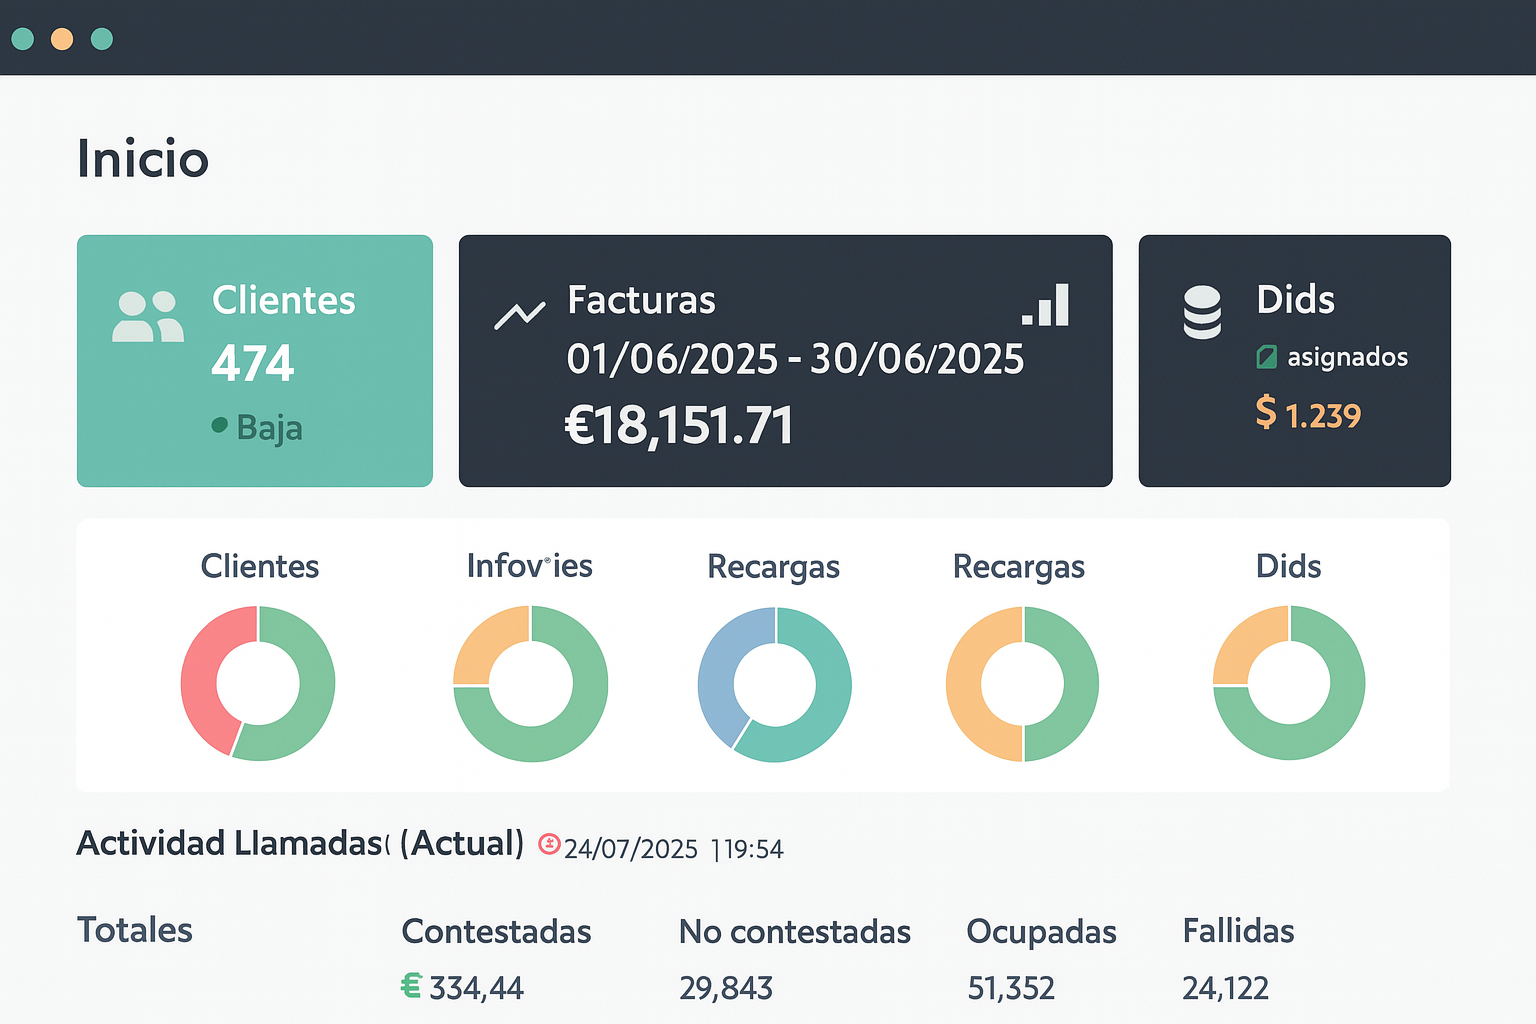 Inicio
Clientes
474
Baja
Facturas
01/06/2025 - 30/06/2025
€18,151.71
Dids
asignados
$ 1.239
Clientes
Infov®ies
Recargas
Recargas
Dids
Actividad Llamadas( (Actual) 24/07/2025 |19:54
Totales
Contestadas
No contestadas
Ocupadas
Fallidas
€ 334,44
29,843
51,352
24,122